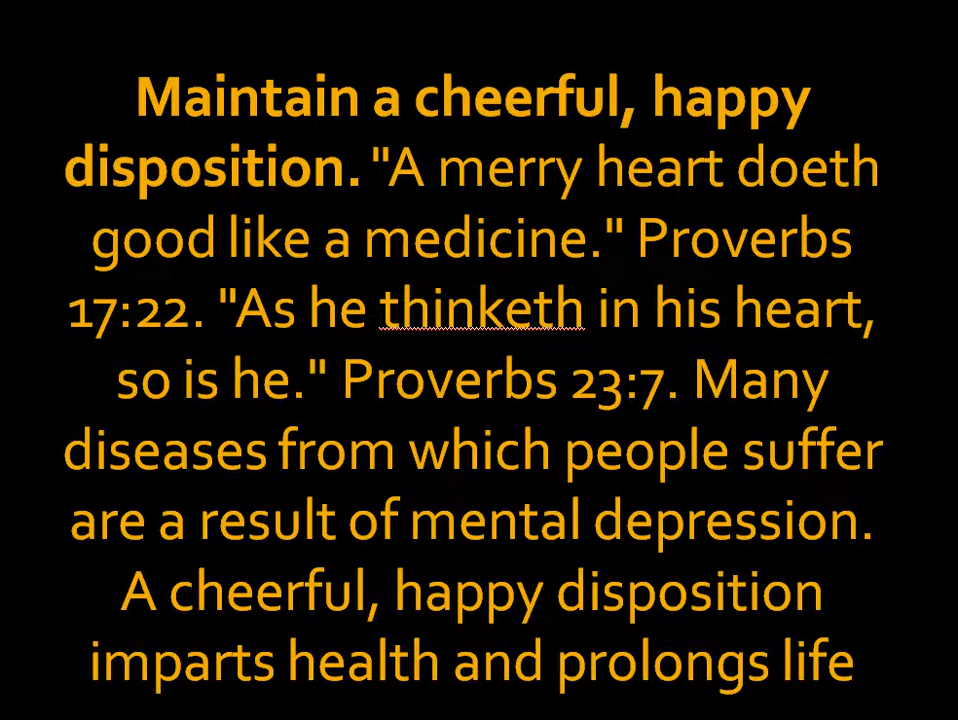 Maintain a cheerful, happy
disposition. "A merry heart doeth
good like a medicine." Proverbs
17:22. "As he thinketh in his heart,
so is he." Proverbs 23:7. Many
diseases from which people suffer
are a result of mental depression.
A cheerful, happy disposition
imparts health and prolongs life